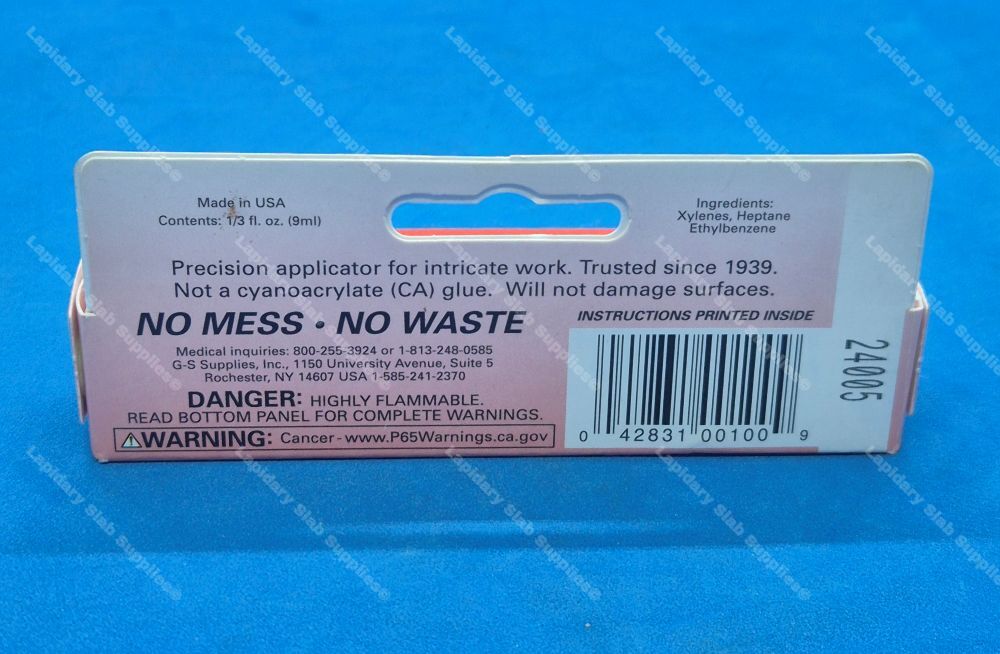 Made in USA
Contents: 1/3 fl. oz. (9ml)
Ingredients:
Xylenes, Heptane
Ethylbenzene
Precision applicator for intricate work. Trusted since 1939.
Not a cyanoacrylate (CA) glue. Will not damage surfaces.
NO MESS • NO WASTE
INSTRUCTIONS PRINTED INSIDE
Medical inquiries: 800-255-3924 or 1-813-248-0585
G-S Supplies, Inc., 1150 University Avenue, Suite 5
Rochester, NY 14607 USA 1-585-241-2370
DANGER: HIGHLY FLAMMABLE.
READ BOTTOM PANEL FOR COMPLETE WARNINGS.
⚠WARNING: Cancer - www.P65Warnings.ca.gov
0 42831 00100 9
24005
Lapidary Slab Supplies®